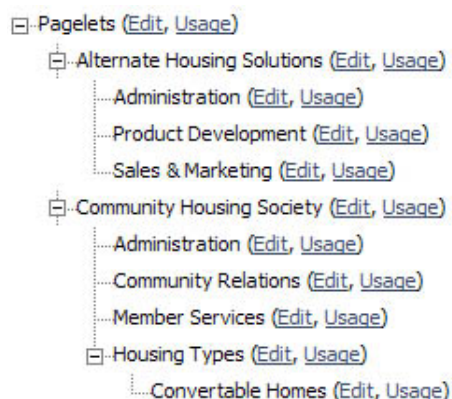 Pagelets (Edit, Usage)
Alternate Housing Solutions (Edit, Usage)
Administration (Edit, Usage)
Product Development (Edit, Usage)
Sales & Marketing (Edit, Usage)
Community Housing Society (Edit, Usage)
Administration (Edit, Usage)
Community Relations (Edit, Usage)
Member Services (Edit, Usage)
Housing Types (Edit, Usage)
Convertable Homes (Edit, Usage)